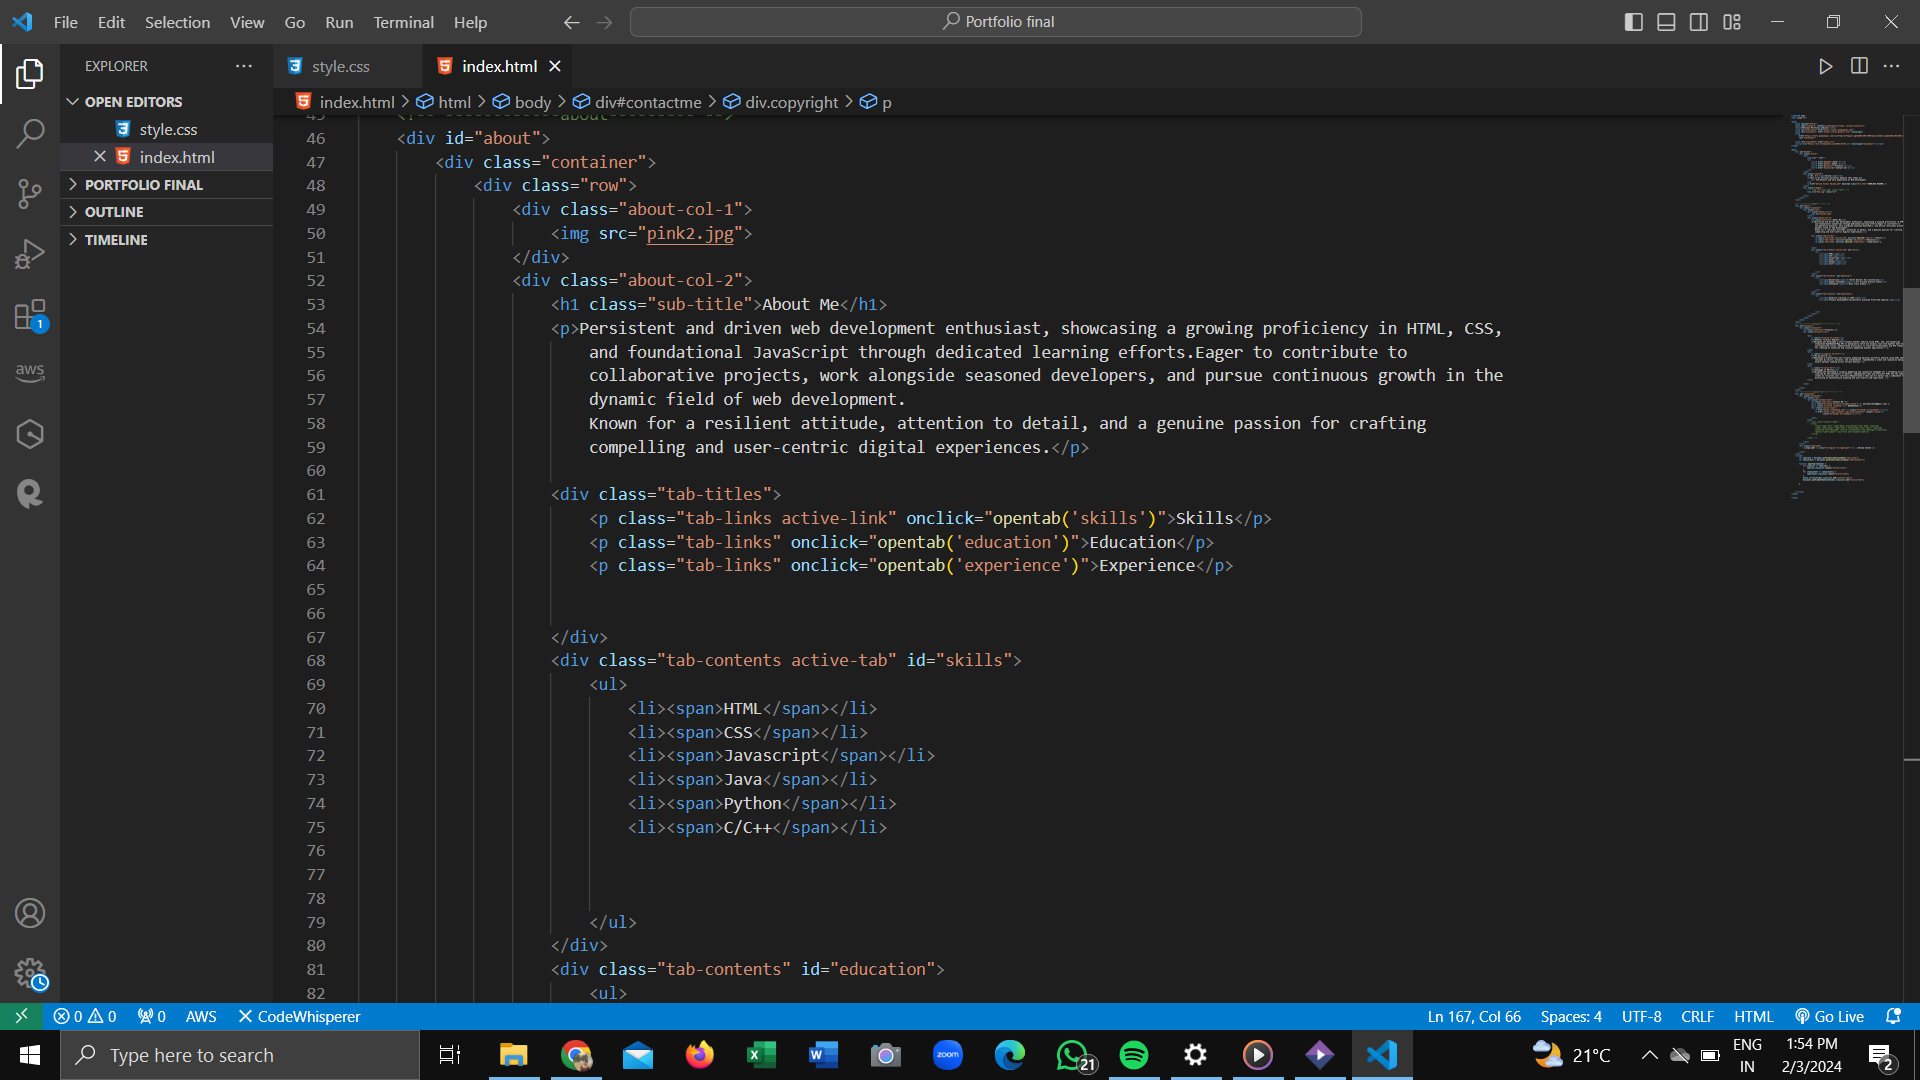 File Edit Selection View Go Run Terminal Help
Portfolio final
EXPLORER
style.css
index.html
OPEN EDITORS
style.css
index.html
PORTFOLIO FINAL
OUTLINE
TIMELINE
index.html > html > body > div#contactme > div.copyright > p
46 <div id="about">
47 <div class="container">
48 <div class="row">
49 <div class="about-col-1">
50 <img src="pink2.jpg">
51 </div>
52 <div class="about-col-2">
53 <h1 class="sub-title">About Me</h1>
54 <p>Persistent and driven web development enthusiast, showcasing a growing proficiency in HTML, CSS,
55 and foundational JavaScript through dedicated learning efforts.Eager to contribute to
56 collaborative projects, work alongside seasoned developers, and pursue continuous growth in the
57 dynamic field of web development.
58 Known for a resilient attitude, attention to detail, and a genuine passion for crafting
59 compelling and user-centric digital experiences.</p>
60
61 <div class="tab-titles">
62 <p class="tab-links active-link" onclick="opentab('skills')">Skills</p>
63 <p class="tab-links" onclick="opentab('education')">Education</p>
64 <p class="tab-links" onclick="opentab('experience')">Experience</p>
65
66
67 </div>
68 <div class="tab-contents active-tab" id="skills">
69 <ul>
70 <li><span>HTML</span></li>
71 <li><span>CSS</span></li>
72 <li><span>Javascript</span></li>
73 <li><span>Java</span></li>
74 <li><span>Python</span></li>
75 <li><span>C/C++</span></li>
76
77
78
79 </ul>
80 </div>
81 <div class="tab-contents" id="education">
82 <ul>
1
aws
0 0 0 AWS CodeWhisperer
Ln 167, Col 66 Spaces: 4 UTF-8 CRLF HTML Go Live
Type here to search
zoom
21
21°C
ENG
IN
1:54 PM
2/3/2024
2